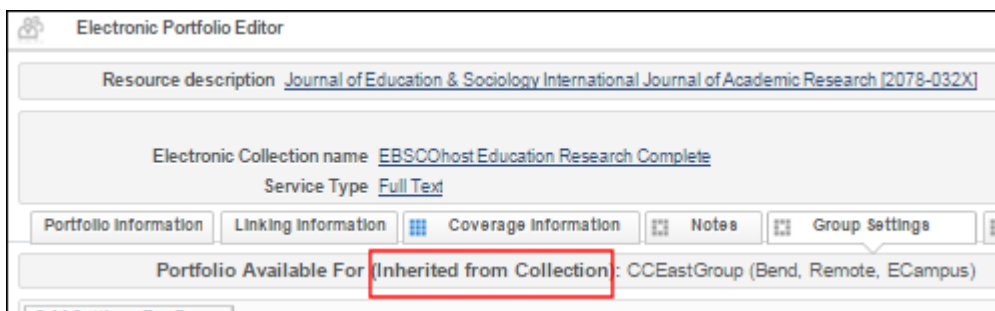 Electronic Portfolio Editor
Resource description Journal of Education & Sociology International Journal of Academic Research [2078-032X]
Electronic Collection name EBSCOhost Education Research Complete
Service Type Full Text
Portfolio Information Linking Information Coverage Information Notes Group Settings
Portfolio Available For (Inherited from Collection): CCEastGroup (Bend, Remote, ECampus)